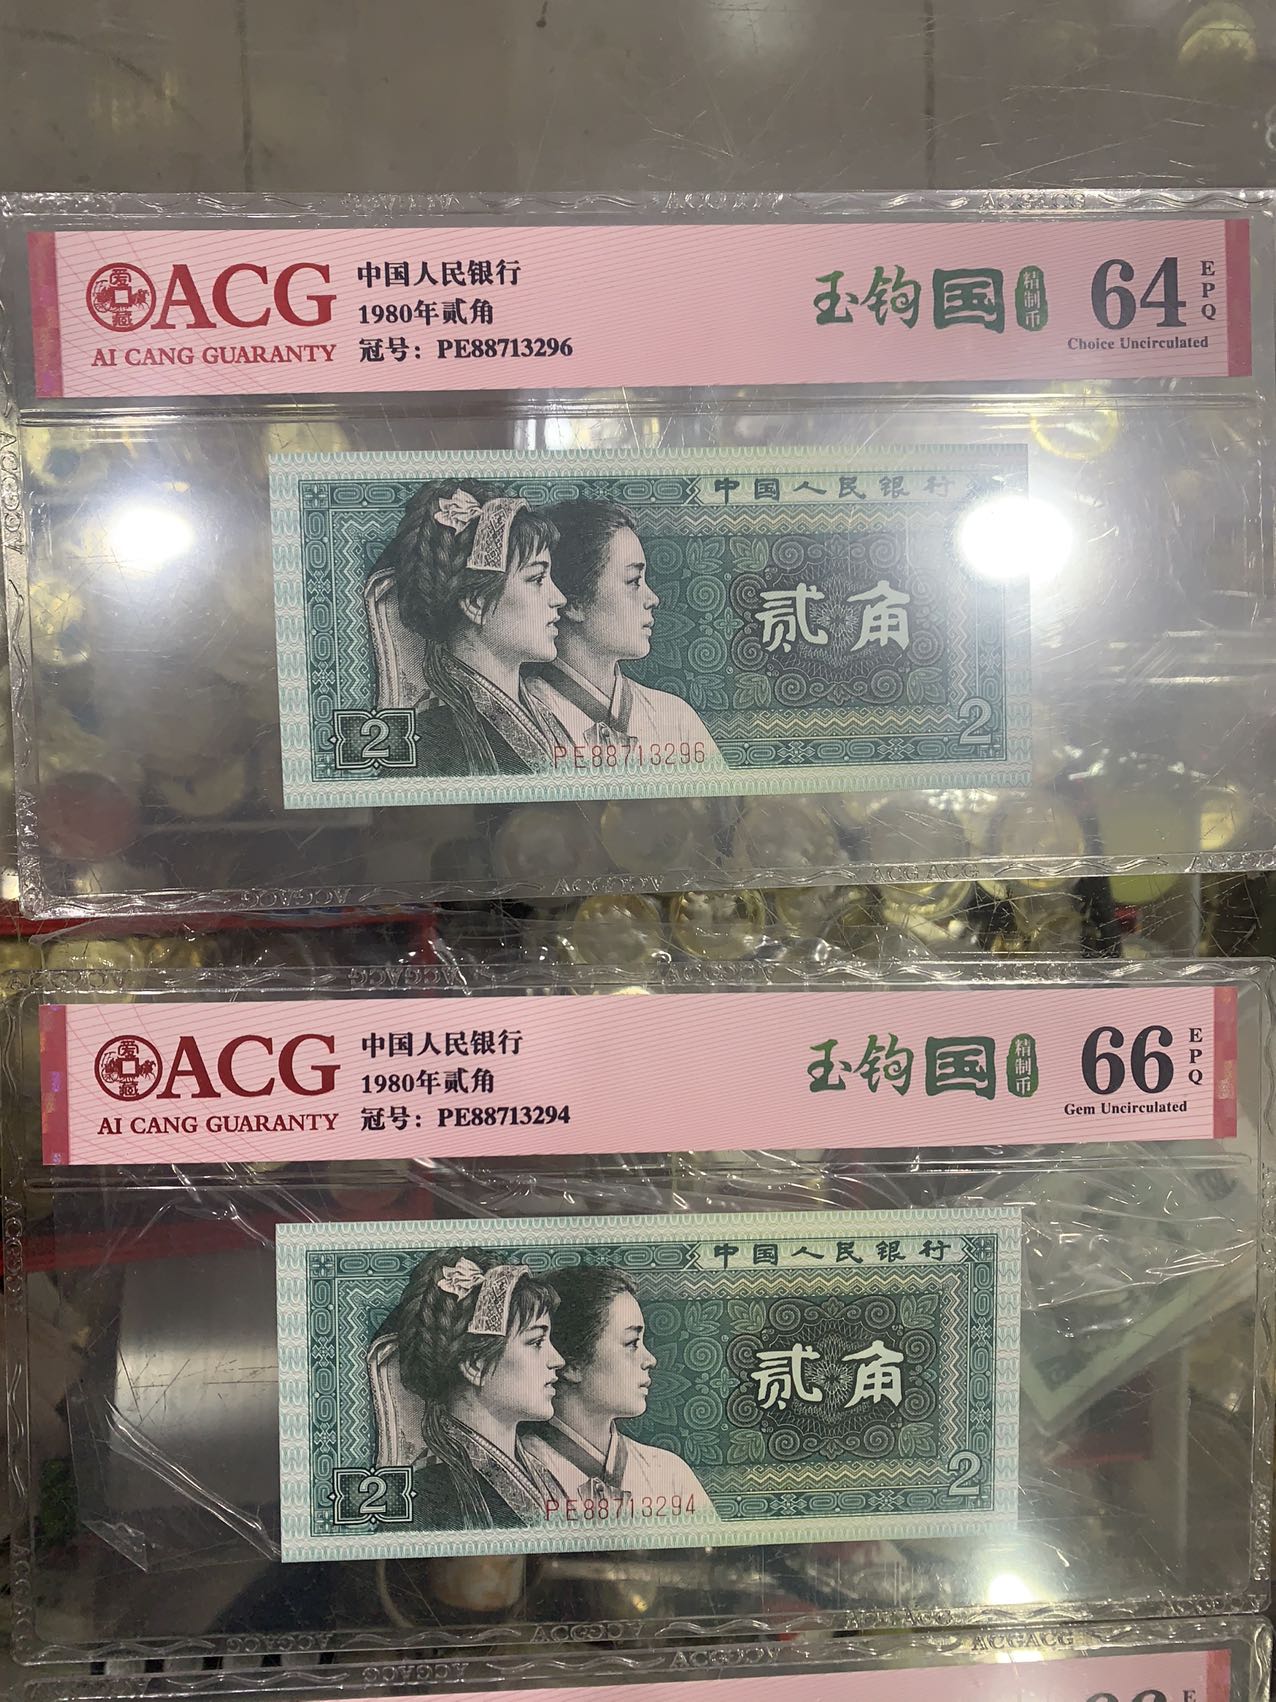 ACG
AI CANG GUARANTY
中国人民银行
1980年贰角
冠号：PE88713296
玉钩国
精制币
64
EPQ
Choice Uncirculated
中国人民银行
贰角
2
2
PE88713296
ACG
AI CANG GUARANTY
中国人民银行
1980年贰角
冠号：PE88713294
玉钩国
精制币
66
EPQ
Gem Uncirculated
中国人民银行
贰角
2
2
PE88713294
ACGACG